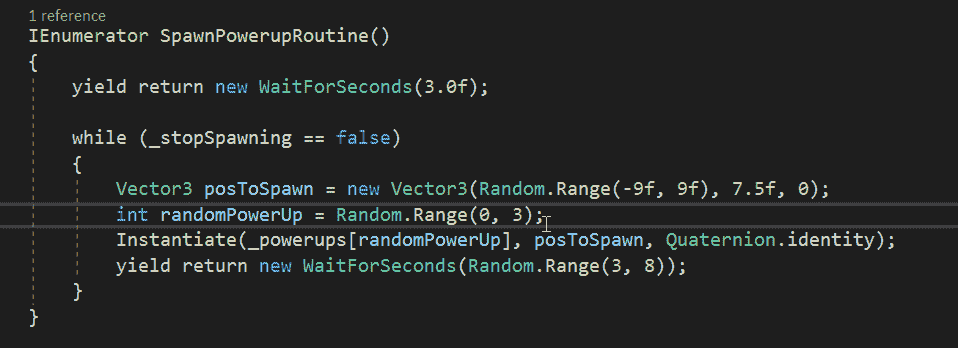 1 reference
IEnumerator SpawnPowerupRoutine()
{
yield return new WaitForSeconds(3.0f);
while (_stopSpawning == false)
{
Vector3 posToSpawn = new Vector3(Random.Range(-9f, 9f), 7.5f, 0);
int randomPowerUp = Random.Range(0, 3);
Instantiate(_powerups[randomPowerUp], posToSpawn, Quaternion.identity);
yield return new WaitForSeconds(Random.Range(3, 8));
}
}